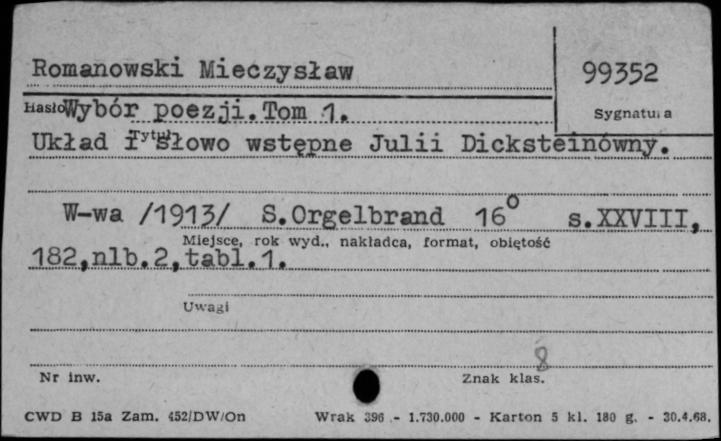 Romanowski Mieczysław
99352
Hasło
Sygnatura
Wybór poezji. Tom 1.
Tytuł
Układ i słowo wstępne Julii Dicksteinówny.
W-wa /1913/ S.Orgelbrand 16° s.XXVIII,
Miejsce, rok wyd., nakładca, format, objętość
182,nlb.2,tabl.1.
Uwagi
8
Nr inw.
Znak klas.
CWD B 15a Zam. 452/DW/On Wrak 396 - 1.730.000 - Karton 5 kl. 180 g. - 30.4.68.